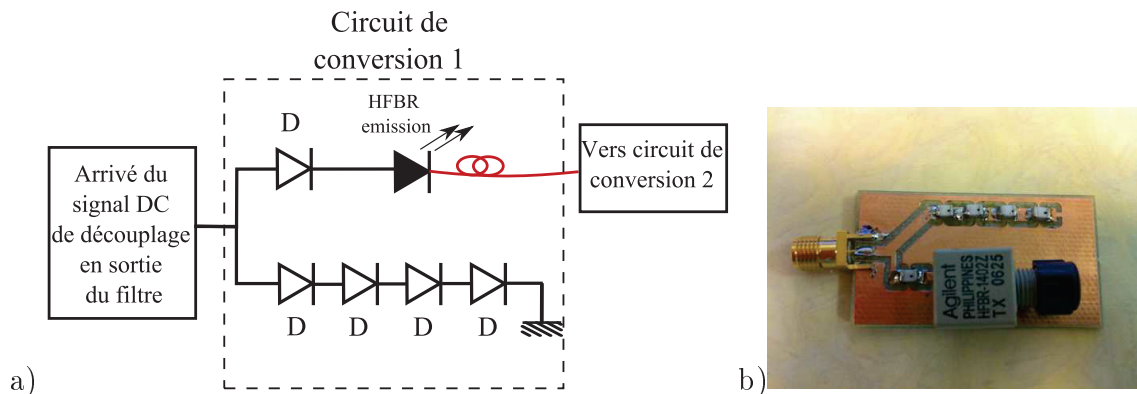 Circuit de
conversion 1
HFBR
emission
D
Arrivé du
signal DC
de découplage
en sortie
du filtre
Vers circuit de
conversion 2
D
D
D
D
a)
Agilent
PHILIPPINES
HFBR-1402Z
TX 0625
b)